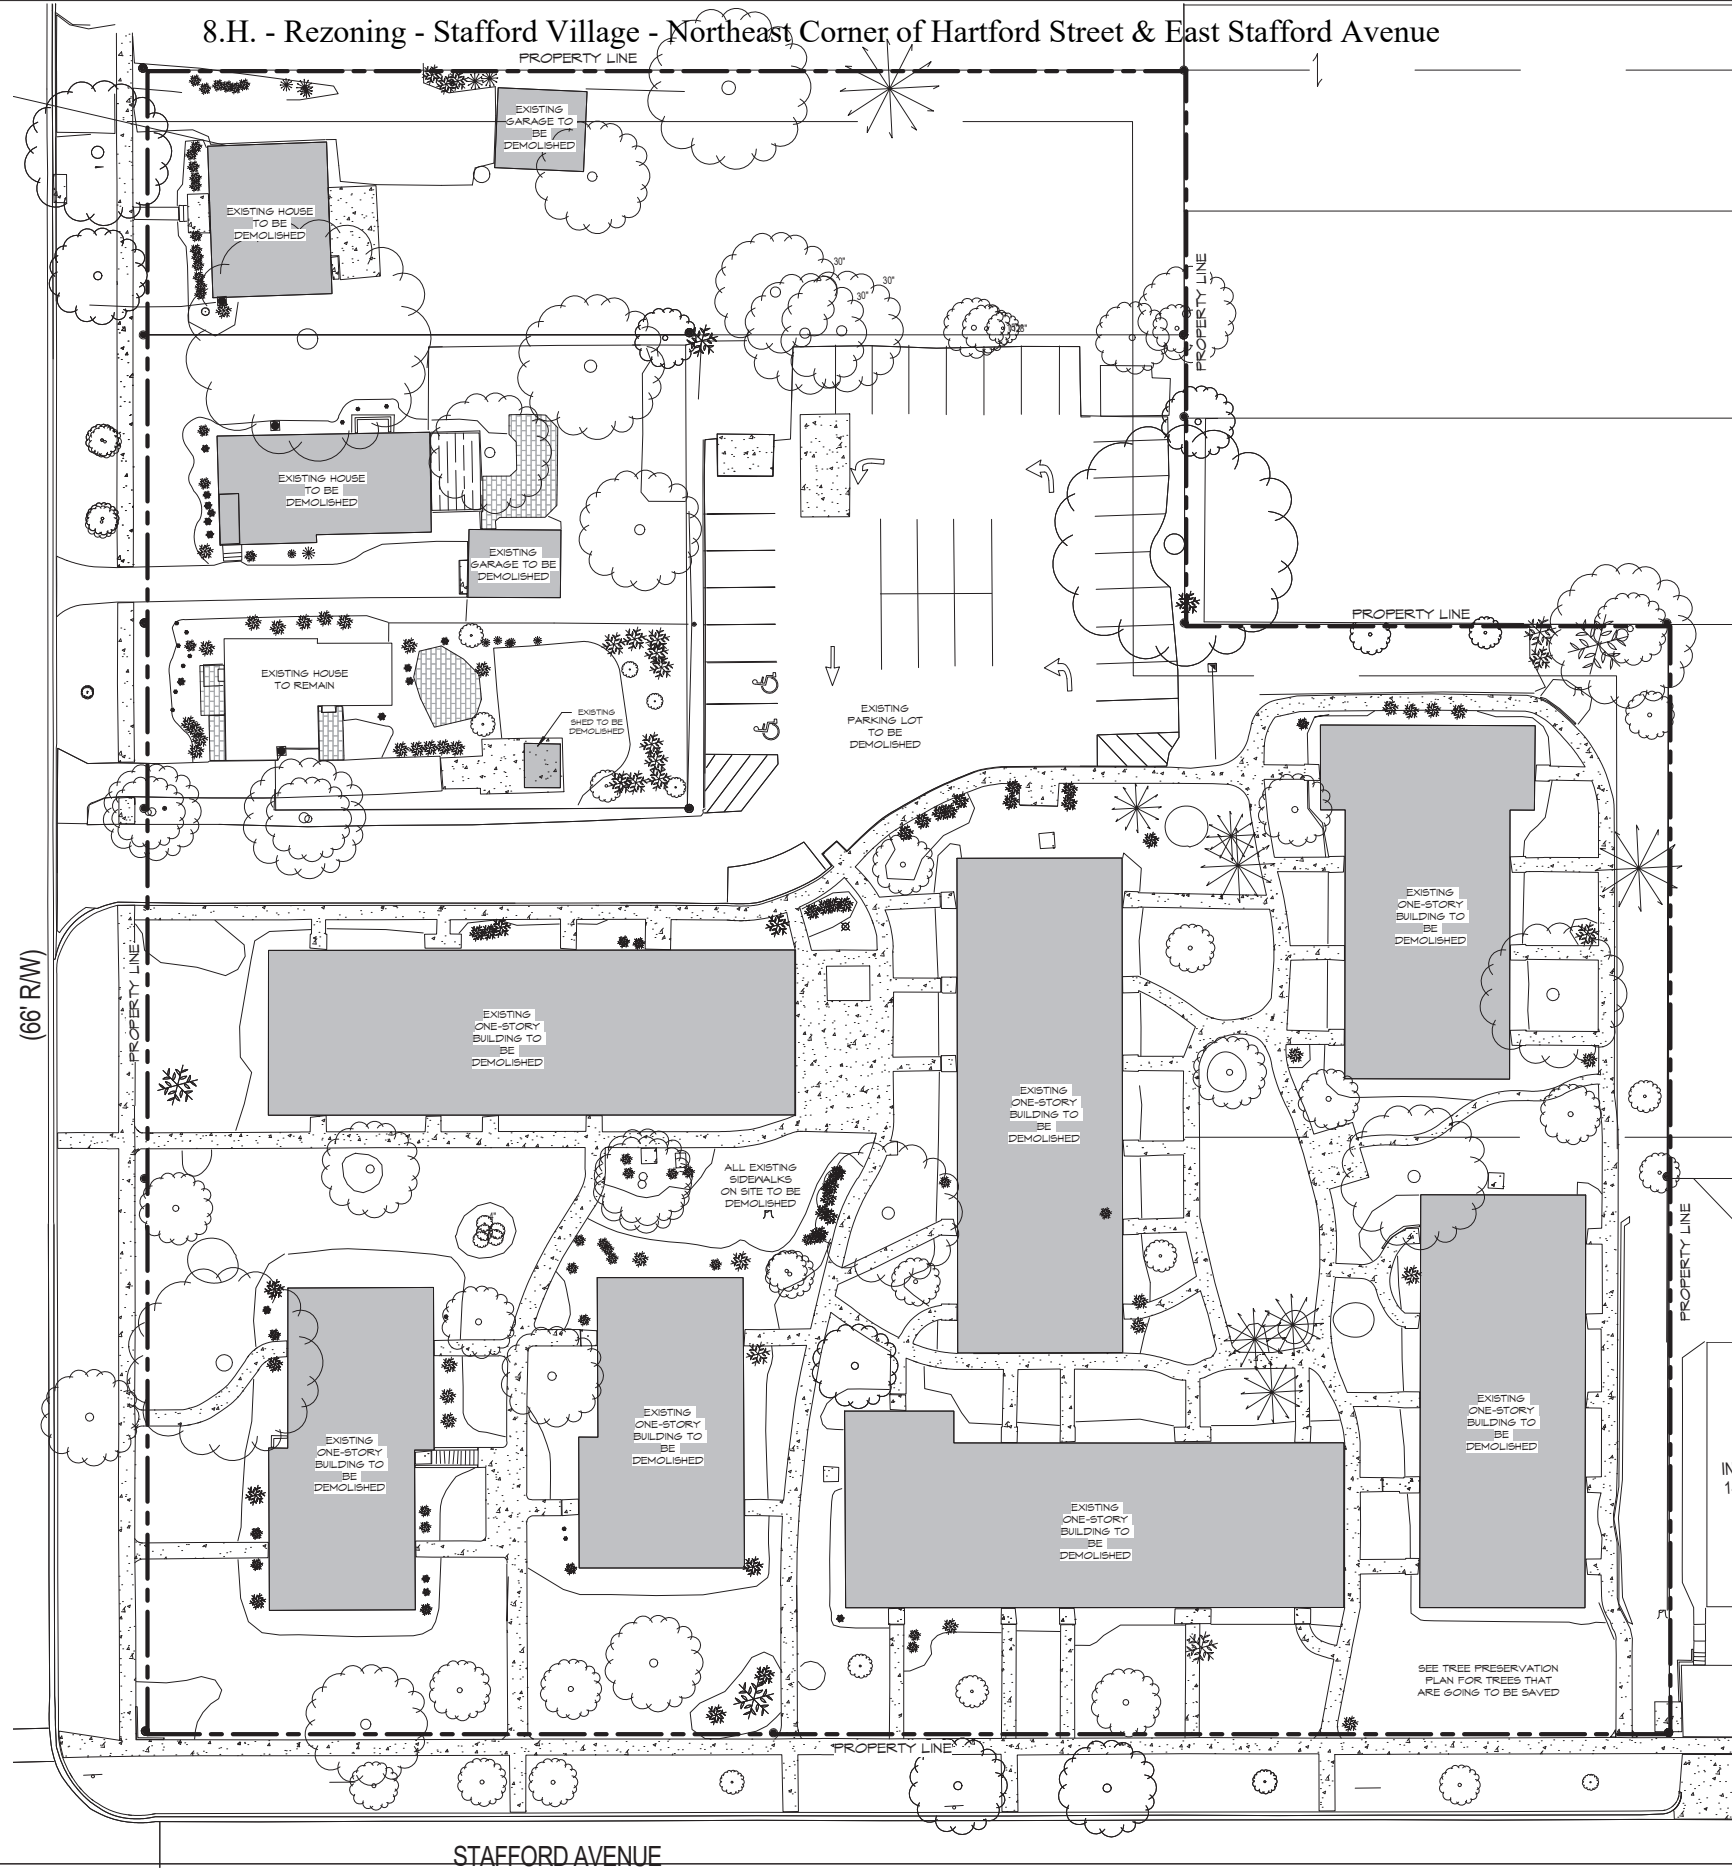 8.H. - Rezoning - Stafford Village - Northeast Corner of Hartford Street & East Stafford Avenue
PROPERTY LINE
EXISTING
GARAGE TO
BE
DEMOLISHED
EXISTING HOUSE
TO BE
DEMOLISHED
30"
30"
30"
PROPERTY LINE
EXISTING HOUSE
TO BE
DEMOLISHED
EXISTING
GARAGE TO BE
DEMOLISHED
PROPERTY LINE
EXISTING HOUSE
TO REMAIN
EXISTING
SHED TO BE
DEMOLISHED
EXISTING
PARKING LOT
TO BE
DEMOLISHED
EXISTING
ONE-STORY
BUILDING TO
BE
DEMOLISHED
(66' R/W)
PROPERTY LINE
EXISTING
ONE-STORY
BUILDING TO
BE
DEMOLISHED
EXISTING
ONE-STORY
BUILDING TO
BE
DEMOLISHED
ALL EXISTING
SIDEWALKS
ON SITE TO BE
DEMOLISHED
PROPERTY LINE
EXISTING
ONE-STORY
BUILDING TO
BE
DEMOLISHED
EXISTING
ONE-STORY
BUILDING TO
BE
DEMOLISHED
EXISTING
ONE-STORY
BUILDING TO
BE
DEMOLISHED
EXISTING
ONE-STORY
BUILDING TO
BE
DEMOLISHED
SEE TREE PRESERVATION
PLAN FOR TREES THAT
ARE GOING TO BE SAVED
PROPERTY LINE
STAFFORD AVENUE